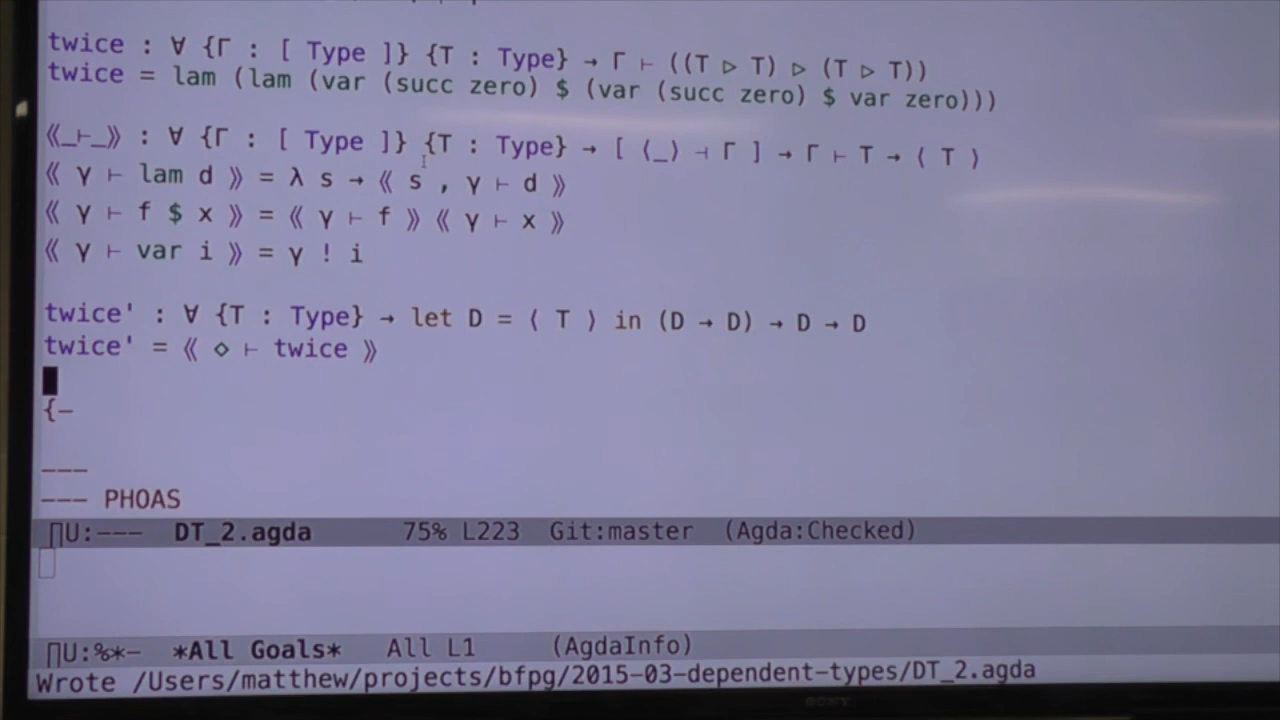 twice : ∀ {Γ : [ Type ]} {T : Type} → Γ ⊢ ((T ▷ T) ▷ (T ▷ T))
twice = lam (lam (var (succ zero) $ (var (succ zero) $ var zero)))
⟪_⊢_⟫ : ∀ {Γ : [ Type ]} {T : Type} → [ ⟨_⟩ ⊣ Γ ] → Γ ⊢ T → ⟨ T ⟩
⟪ γ ⊢ lam d ⟫ = λ s → ⟪ s , γ ⊢ d ⟫
⟪ γ ⊢ f $ x ⟫ = ⟪ γ ⊢ f ⟫ ⟪ γ ⊢ x ⟫
⟪ γ ⊢ var i ⟫ = γ ! i
twice' : ∀ {T : Type} → let D = ⟨ T ⟩ in (D → D) → D → D
twice' = ⟪ ◇ ⊢ twice ⟫
{-
---
--- PHOAS
U:--- DT_2.agda 75% L223 Git:master (Agda:Checked)
U:%*- *All Goals* All L1 (AgdaInfo)
Wrote /Users/matthew/projects/bfpg/2015-03-dependent-types/DT_2.agda
SONY